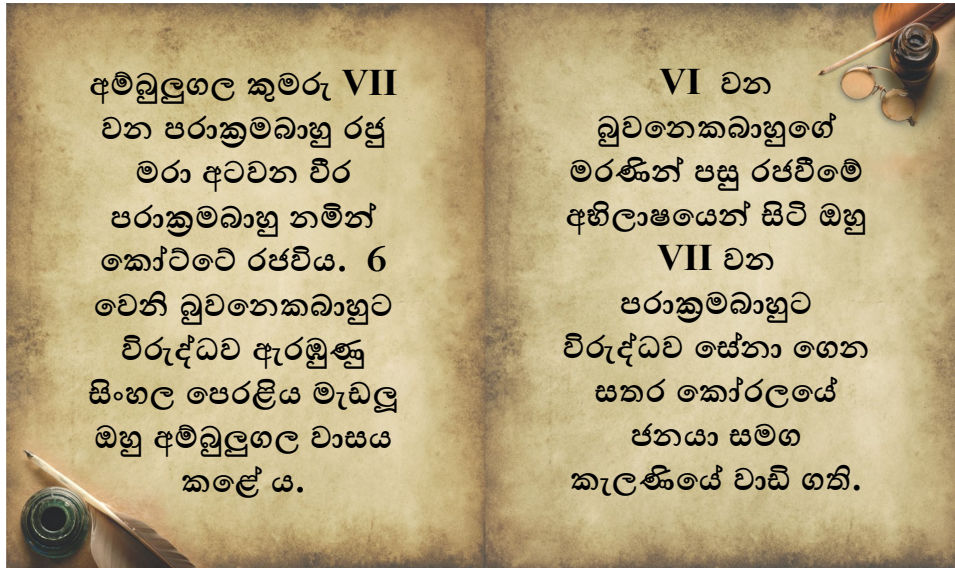 අම්බුලුගල කුමරු VII
වන පරාක්‍රමබාහු රජු
මරා අටවන වීර
පරාක්‍රමබාහු නමින්
කෝට්ටේ රජවිය. 6
වෙනි බුවනෙකබාහුට
විරුද්ධව ඇරඹුණු
සිංහල පෙරළිය මැඩලූ
ඔහු අම්බුලුගල වාසය
කළේ ය.
VI වන
බුවනෙකබාහුගේ
මරණින් පසු රජවීමේ
අභිලාෂයෙන් සිටි ඔහු
VII වන
පරාක්‍රමබාහුට
විරුද්ධව සේනා ගෙන
සතර කෝරලයේ
ජනයා සමග
කැලණියේ වාඩි ගති.